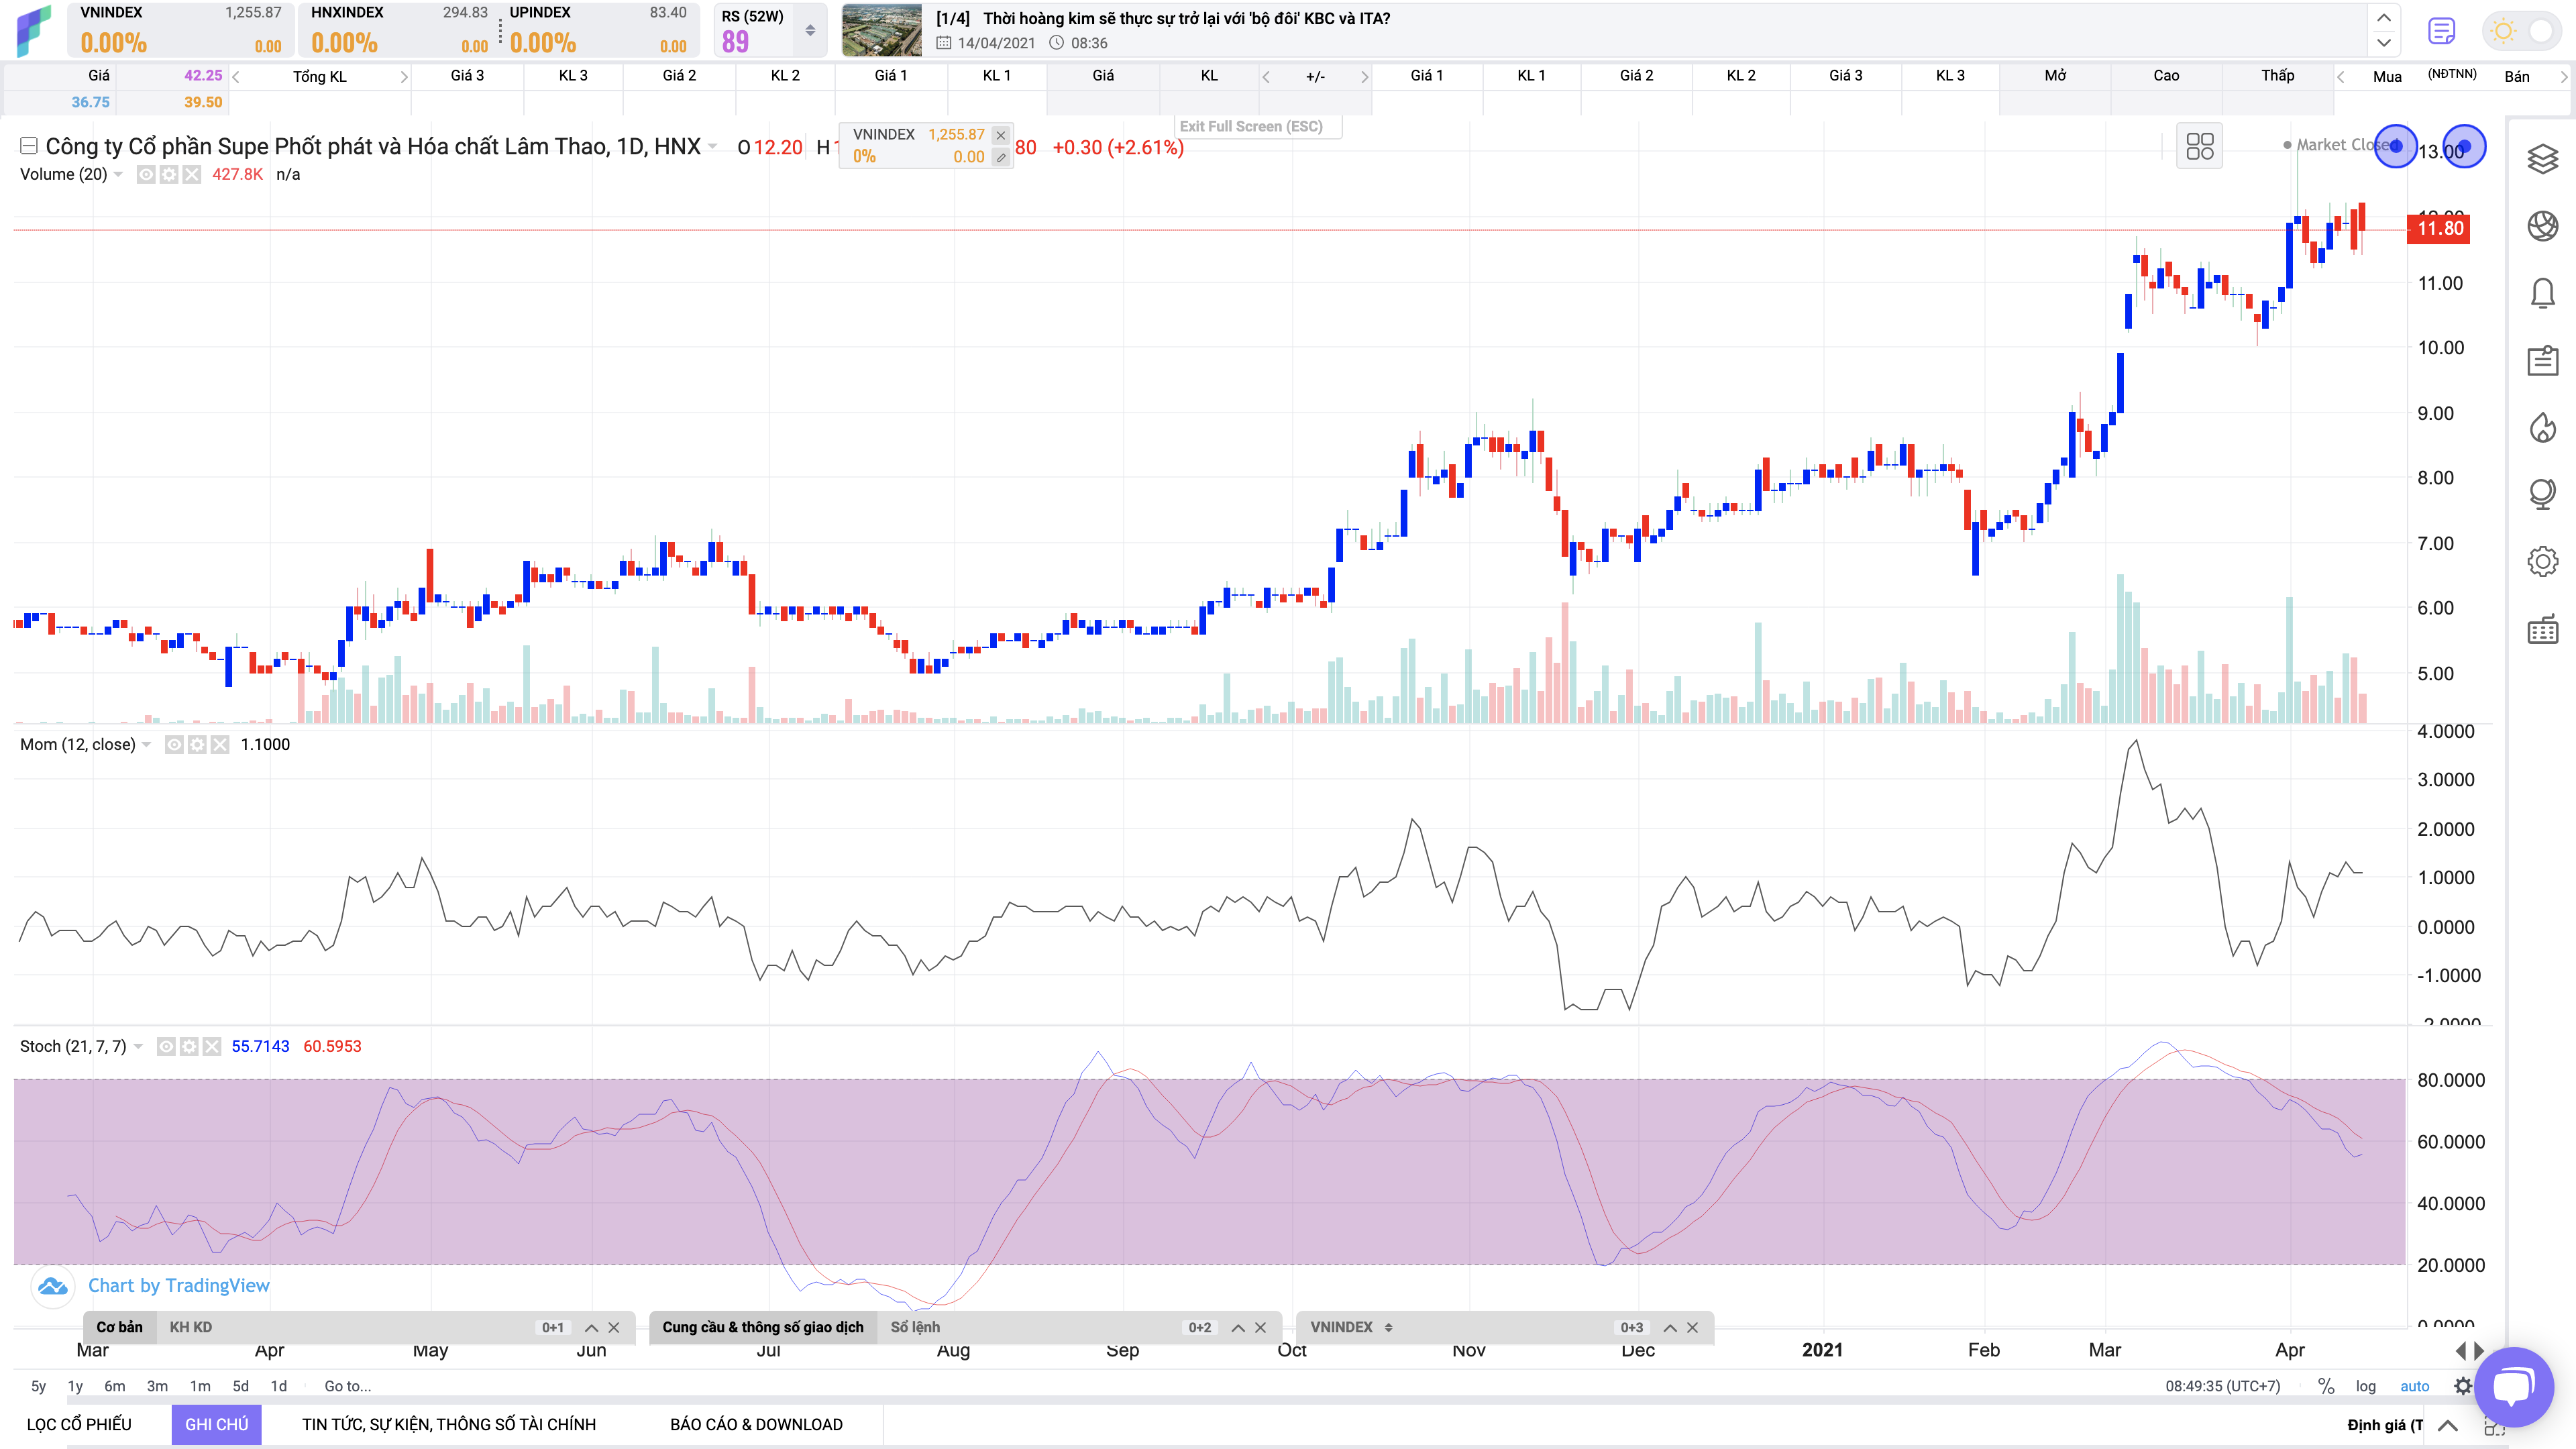 VNINDEX 1,255.87 HNXINDEX 294.83 UPINDEX 83.40 RS (52W) [1/4] Thời hoàng kim sẽ thực sự trở lại với 'bộ đôi' KBC và ITA?
0.00% 0.00 0.00% 0.00 0.00% 0.00 89 14/04/2021 08:36
Giá 42.25 Tổng KL Giá 3 KL 3 Giá 2 KL 2 Giá 1 KL 1 Giá KL +/- Giá 1 KL 1 Giá 2 KL 2 Giá 3 KL 3 Mở Cao Thấp Mua (NĐTNN) Bán
36.75 39.50
Exit Full Screen (ESC)
VNINDEX 1,255.87
0% 0.00
Công ty Cổ phần Supe Phốt phát và Hóa chất Lâm Thao, 1D, HNX O12.20 H 80 +0.30 (+2.61%) Market Closed
Volume (20) 427.8K n/a
13.00
11.80
11.00
10.00
9.00
8.00
7.00
6.00
5.00
4.0000
Mom (12, close) 1.1000
3.0000
2.0000
1.0000
0.0000
-1.0000
-2.0000
Stoch (21, 7, 7) 55.7143 60.5953
80.0000
60.0000
40.0000
20.0000
Chart by TradingView
0.0000
Cơ bản KH KD 0+1 Cung cầu & thông số giao dịch Sổ lệnh 0+2 VNINDEX 0+3
Mar Apr May Jun Jul Aug Sep Oct Nov Dec 2021 Feb Mar Apr
5y 1y 6m 3m 1m 5d 1d Go to... 08:49:35 (UTC+7) % log auto
LỌC CỔ PHIẾU GHI CHÚ TIN TỨC, SỰ KIỆN, THÔNG SỐ TÀI CHÍNH BÁO CÁO & DOWNLOAD Định giá (T